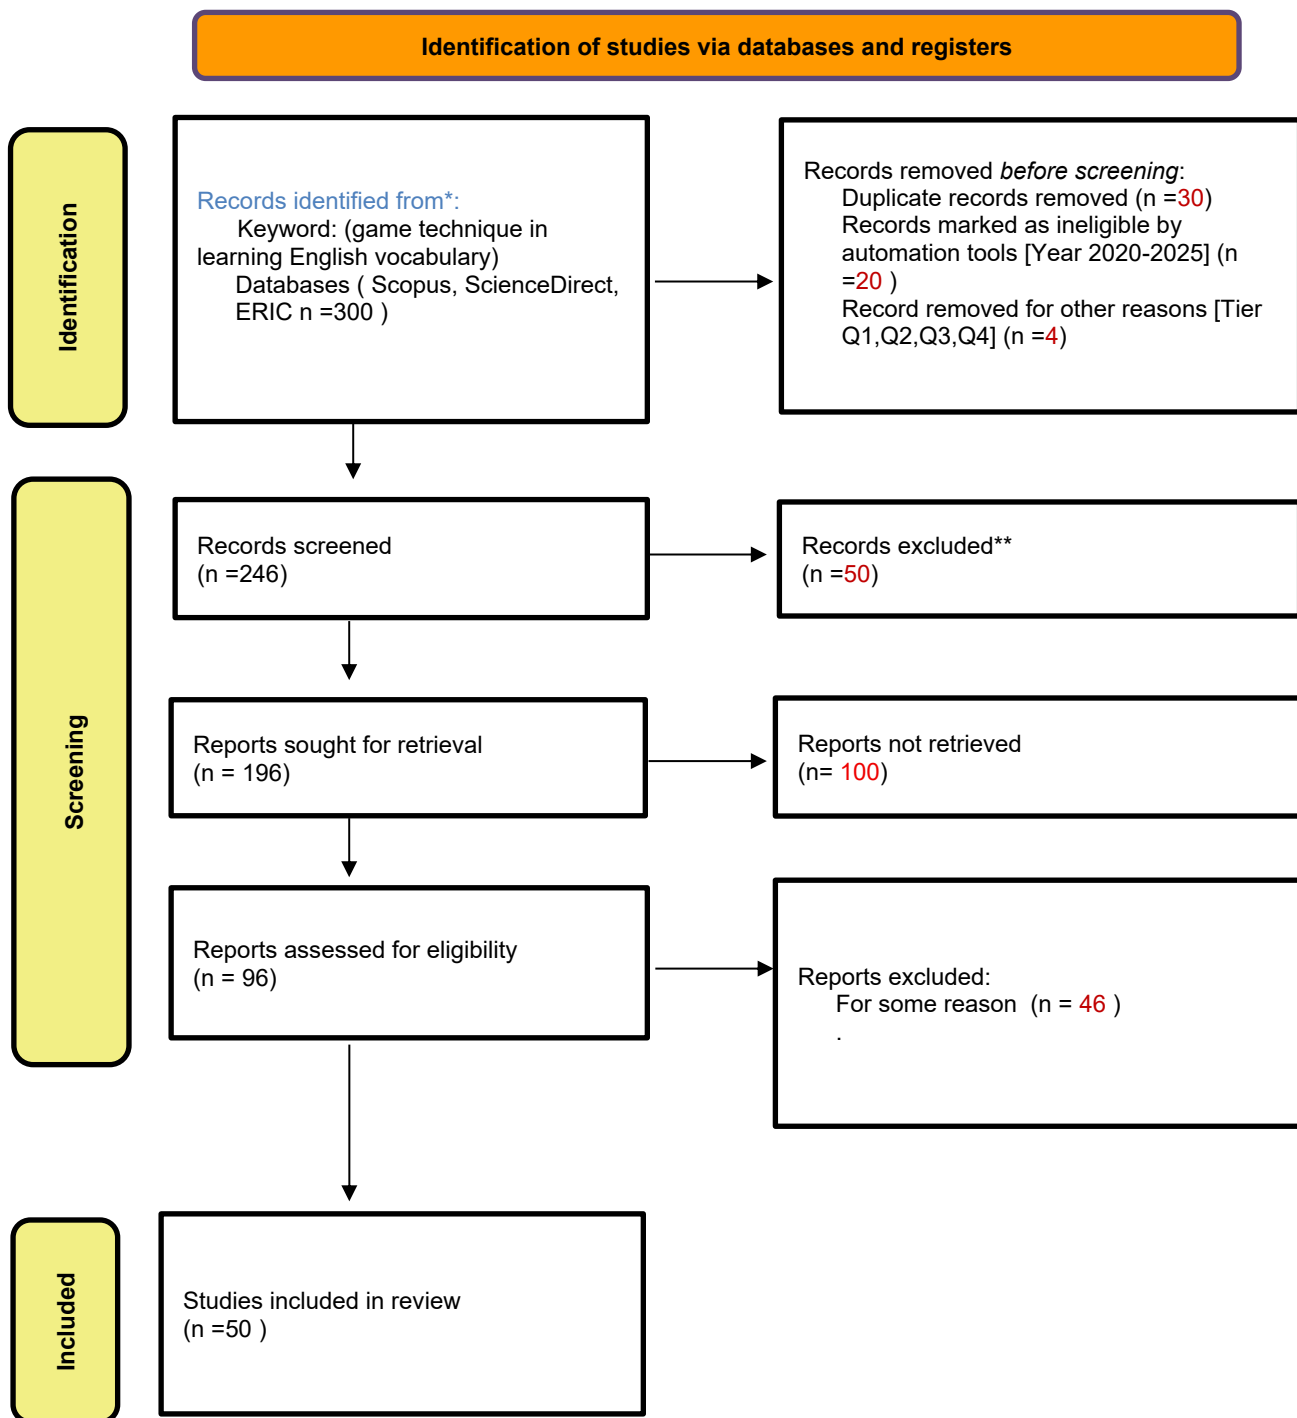 Identification of studies via databases and registers
Identification
Records identified from*:
Keyword: (game technique in
learning English vocabulary)
Databases ( Scopus, ScienceDirect,
ERIC n =300 )
Records removed before screening:
Duplicate records removed (n =30)
Records marked as ineligible by
automation tools [Year 2020-2025] (n
=20 )
Record removed for other reasons [Tier
Q1,Q2,Q3,Q4] (n =4)
Screening
Records screened
(n =246)
Records excluded**
(n =50)
Reports sought for retrieval
(n = 196)
Reports not retrieved
(n= 100)
Reports assessed for eligibility
(n = 96)
Reports excluded:
For some reason  (n = 46 )
.
Included
Studies included in review
(n =50 )